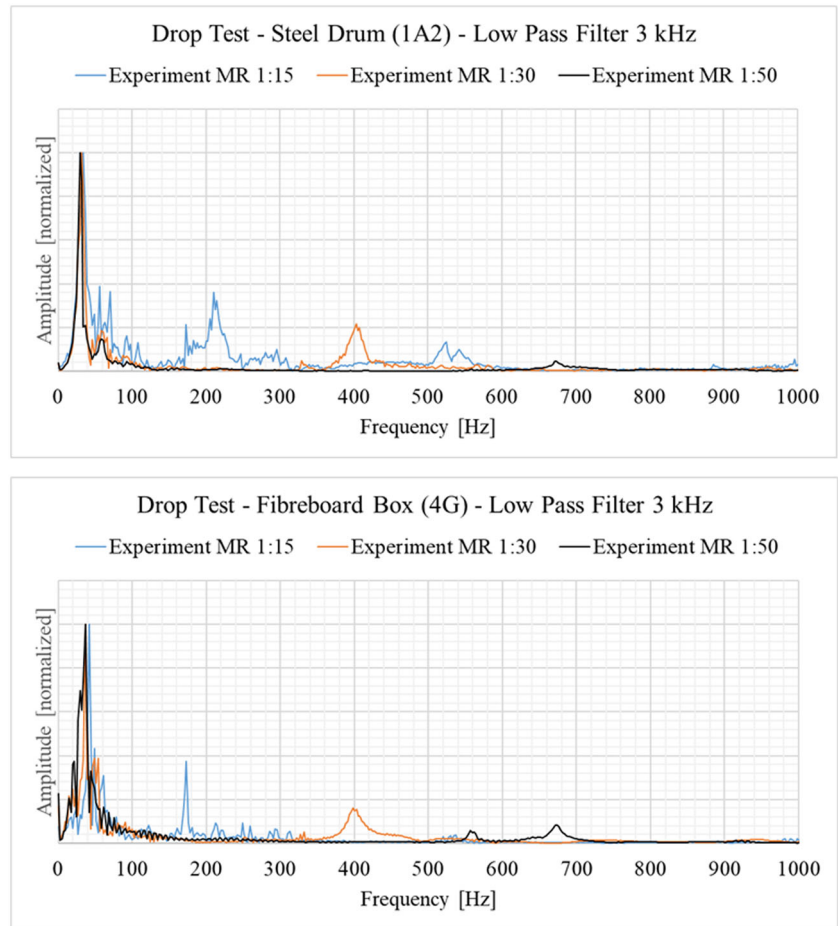 Drop Test - Steel Drum (1A2) - Low Pass Filter 3 kHz
Experiment MR 1:15 Experiment MR 1:30 Experiment MR 1:50
Amplitude [normalized]
0 100 200 300 400 500 600 700 800 900 1000
Frequency [Hz]
Drop Test - Fibreboard Box (4G) - Low Pass Filter 3 kHz
Experiment MR 1:15 Experiment MR 1:30 Experiment MR 1:50
Amplitude [normalized]
0 100 200 300 400 500 600 700 800 900 1000
Frequency [Hz]